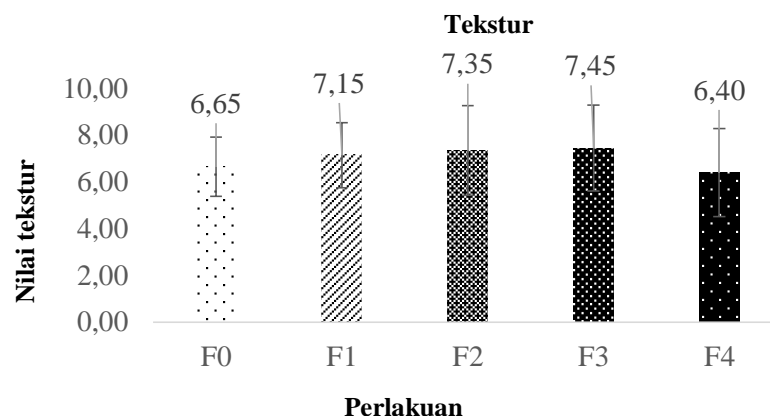 Tekstur
6,65
7,15
7,35
7,45
6,40
10,00
8,00
6,00
4,00
2,00
0,00
Nilai tekstur
F0 F1 F2 F3 F4
Perlakuan